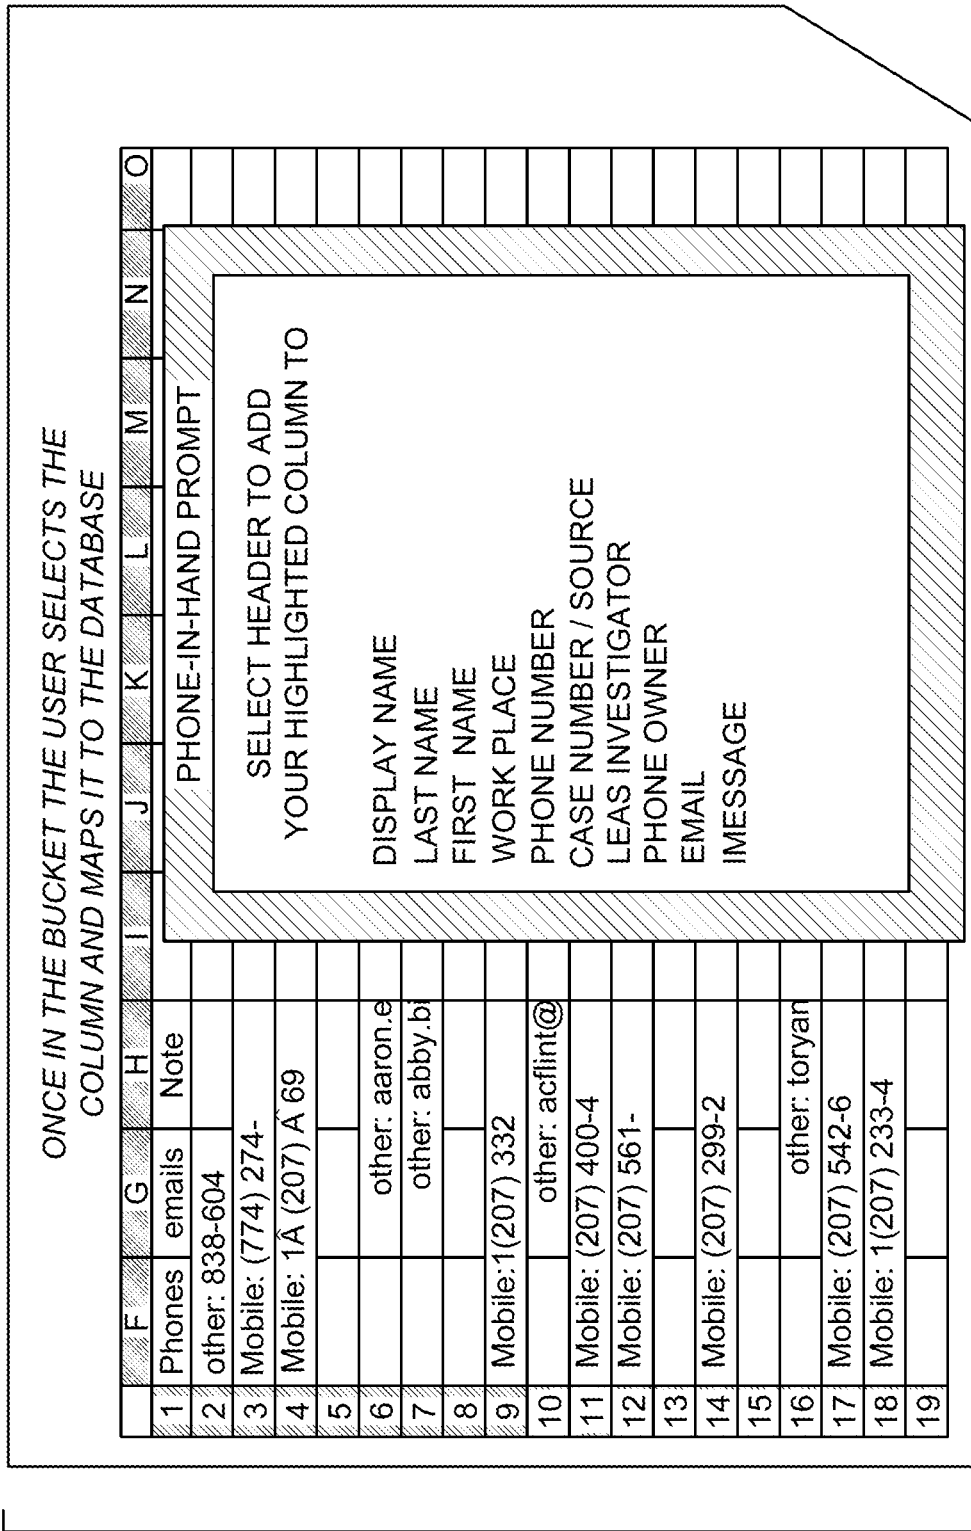 ONCE IN THE BUCKET THE USER SELECTS THE
COLUMN AND MAPS IT TO THE DATABASE
F G H I J K L M N O
1 Phones emails Note
2 other: 838-604
3 Mobile: (774) 274-
4 Mobile: 1Â (207) Â 69
5
6 other: aaron.e
7 other: abby.bi
8
9 Mobile:1(207) 332
10 other: acflint@
11 Mobile: (207) 400-4
12 Mobile: (207) 561-
13
14 Mobile: (207) 299-2
15
16 other: toryan
17 Mobile: (207) 542-6
18 Mobile: 1(207) 233-4
19
PHONE-IN-HAND PROMPT
SELECT HEADER TO ADD
YOUR HIGHLIGHTED COLUMN TO
DISPLAY NAME
LAST NAME
FIRST NAME
WORK PLACE
PHONE NUMBER
CASE NUMBER / SOURCE
LEAS INVESTIGATOR
PHONE OWNER
EMAIL
IMESSAGE